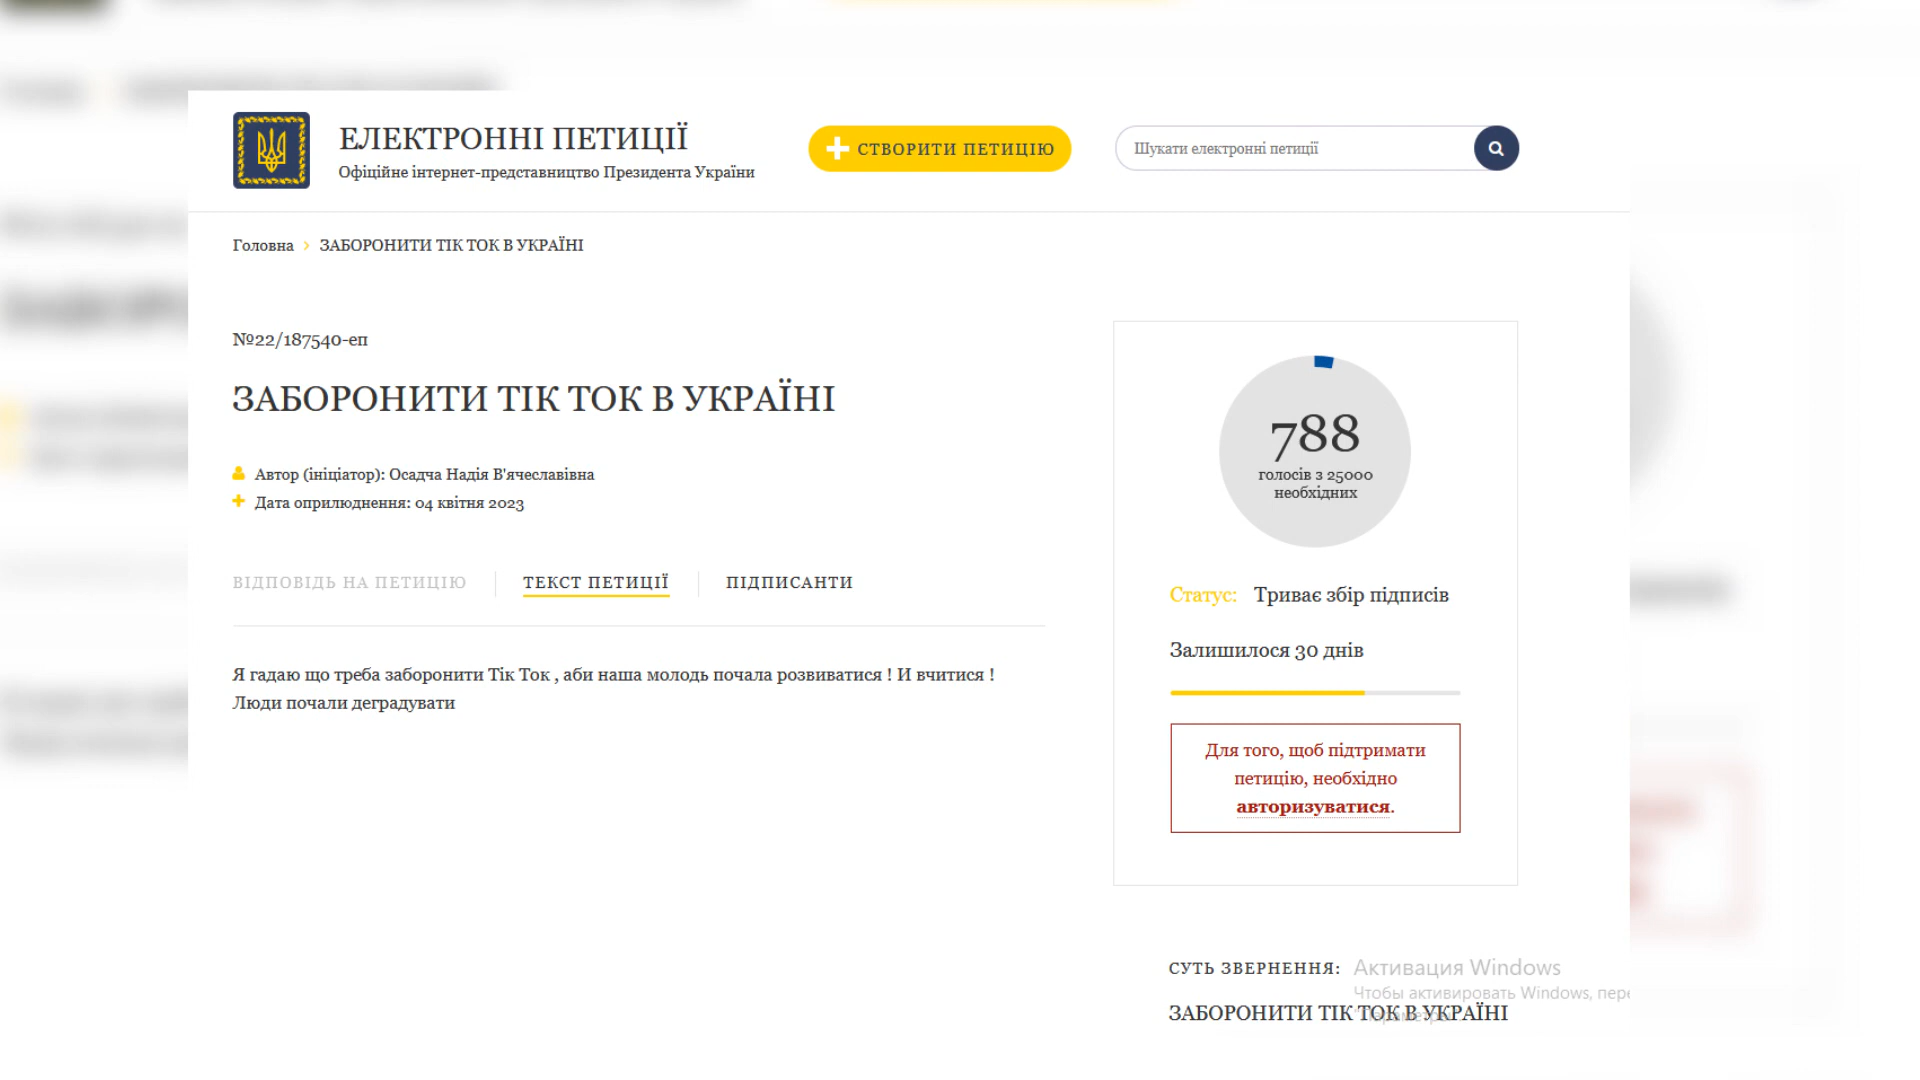 ЕЛЕКТРОННІ ПЕТИЦІЇ
Офіційне інтернет-представництво Президента України
СТВОРИТИ ПЕТИЦІЮ
Шукати електронні петиції
Головна > ЗАБОРОНИТИ ТІК ТОК В УКРАЇНІ
№22/187540-еп
ЗАБОРОНИТИ ТІК ТОК В УКРАЇНІ
Автор (ініціатор): Осадча Надія В'ячеславівна
Дата оприлюднення: 04 квітня 2023
ВІДПОВІДЬ НА ПЕТИЦІЮ
ТЕКСТ ПЕТИЦІЇ
ПІДПИСАНТИ
Я гадаю що треба заборонити Тік Ток , аби наша молодь почала розвиватися ! И вчитися !
Люди почали деградувати
788
голосів з 25000
необхідних
Статус: Триває збір підписів
Залишилося 30 днів
Для того, щоб підтримати
петицію, необхідно
авторизуватися.
СУТЬ ЗВЕРНЕННЯ:
ЗАБОРОНИТИ ТІК ТОК В УКРАЇНІ
Активация Windows
Чтобы активировать Windows, пере
"Параметры".